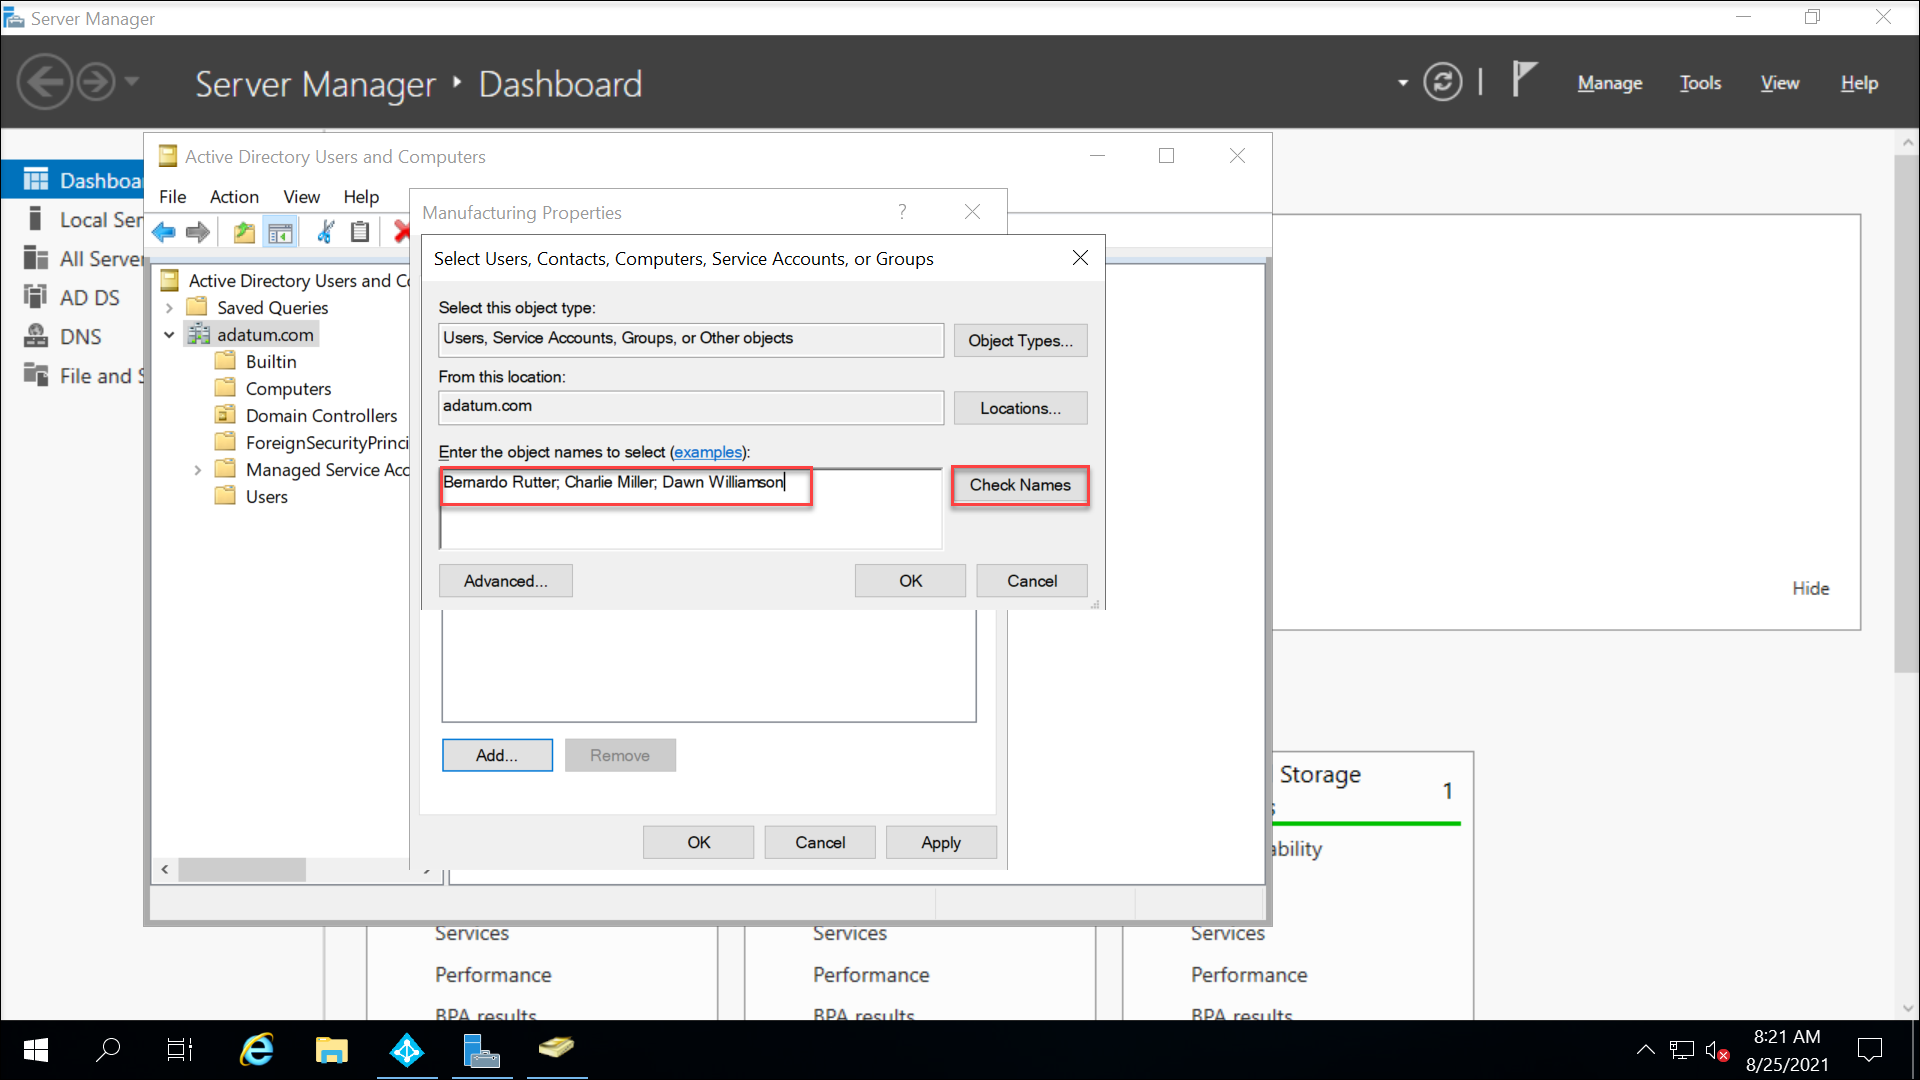 Server Manager
Server Manager ‣ Dashboard
Manage Tools View Help
Dashboar
Local Ser
All Server
AD DS
DNS
File and S
Active Directory Users and Computers
File Action View Help
Active Directory Users and C
Saved Queries
adatum.com
Builtin
Computers
Domain Controllers
ForeignSecurityPrinci
Managed Service Acc
Users
Manufacturing Properties
Select Users, Contacts, Computers, Service Accounts, or Groups
Select this object type:
Users, Service Accounts, Groups, or Other objects
Object Types...
From this location:
adatum.com
Locations...
Enter the object names to select (examples):
Bernardo Rutter; Charlie Miller; Dawn Williamson
Check Names
Advanced...
OK
Cancel
Add...
Remove
OK
Cancel
Apply
Hide
Storage
1
s
ability
Services
Performance
BPA results
Services
Performance
BPA results
Services
Performance
BPA results
8:21 AM
8/25/2021